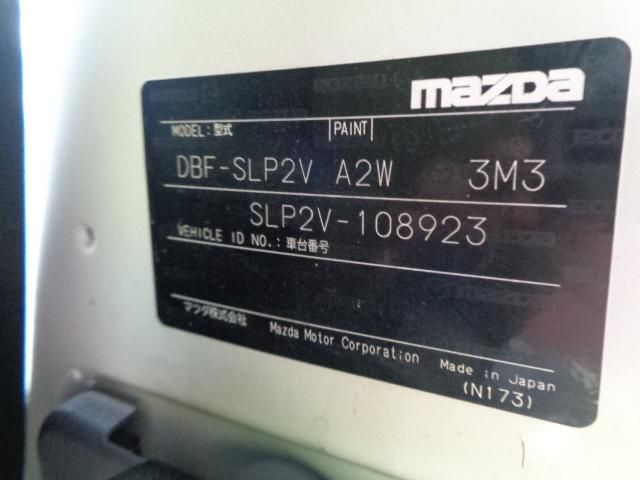 mazda
MODEL:型式 PAINT
DBF-SLP2V A2W 3M3
SLP2V-108923
VEHICLE ID NO.:車台番号
マツダ株式会社 Mazda Motor Corporation Made in Japan
(N173)